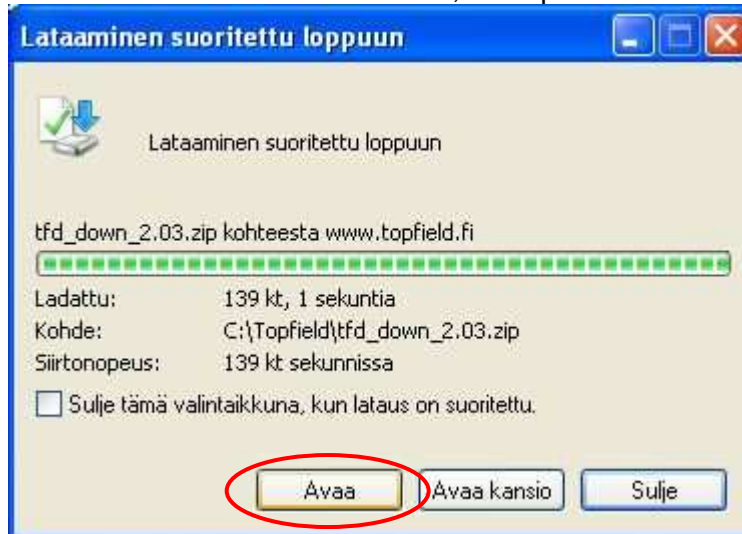 Lataaminen suoritettu loppuun
Lataaminen suoritettu loppuun
tfd_down_2.03.zip kohteesta www.topfield.fi
Ladattu: 139 kt, 1 sekuntia
Kohde: C:\Topfield\tfd_down_2.03.zip
Siirtonopeus: 139 kt sekunnissa
Sulje tämä valintaikkuna, kun lataus on suoritettu.
Avaa Avaa kansio Sulje